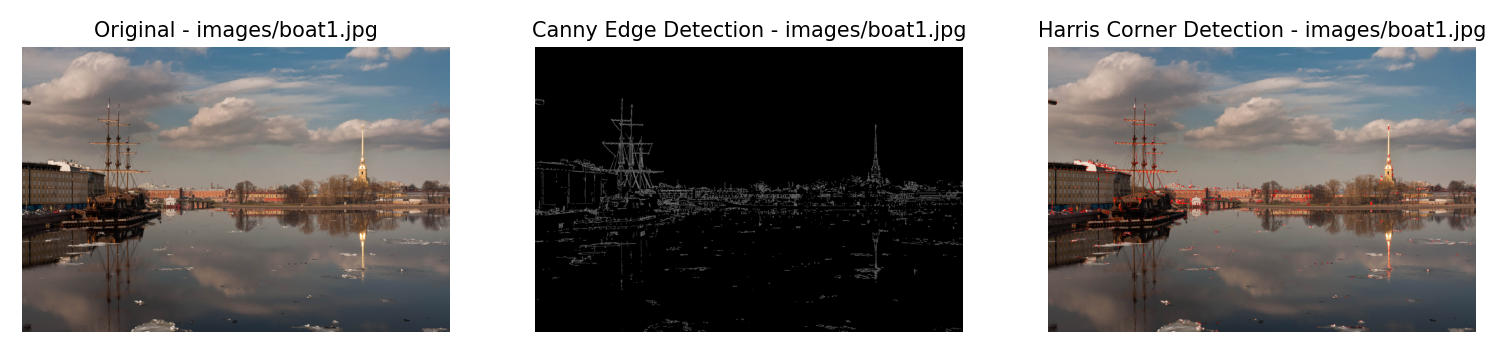 Original - images/boat1.jpg
Canny Edge Detection - images/boat1.jpg
Harris Corner Detection - images/boat1.jpg